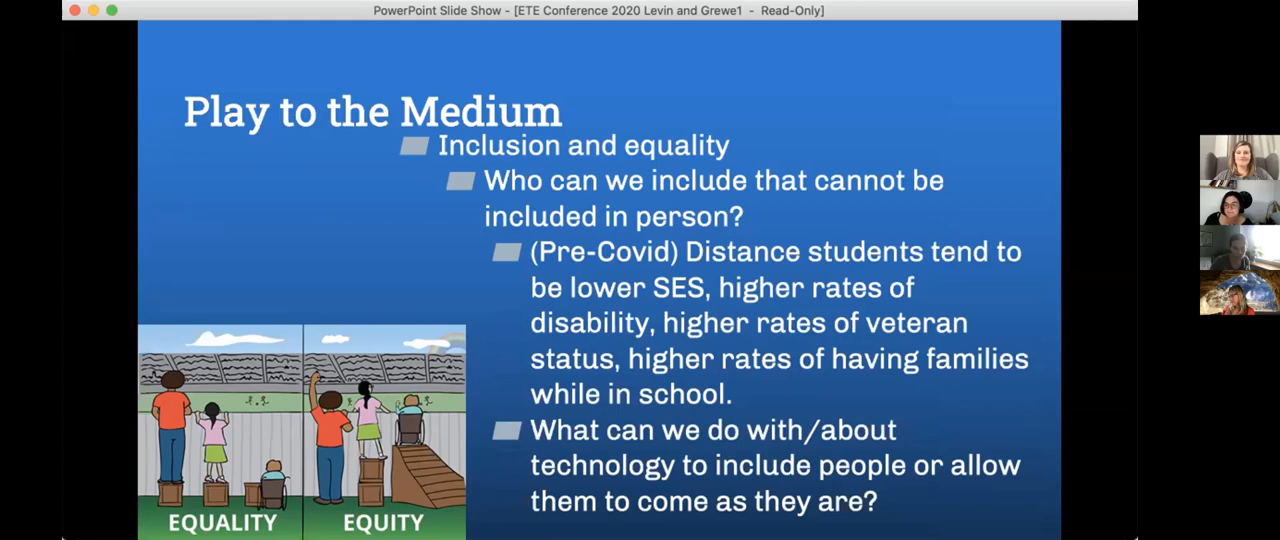 PowerPoint Slide Show - [ETE Conference 2020 Levin and Grewe1 - Read-Only]
Play to the Medium
Inclusion and equality
Who can we include that cannot be
included in person?
(Pre-Covid) Distance students tend to
be lower SES, higher rates of
disability, higher rates of veteran
status, higher rates of having families
while in school.
What can we do with/about
technology to include people or allow
them to come as they are?
EQUALITY
EQUITY